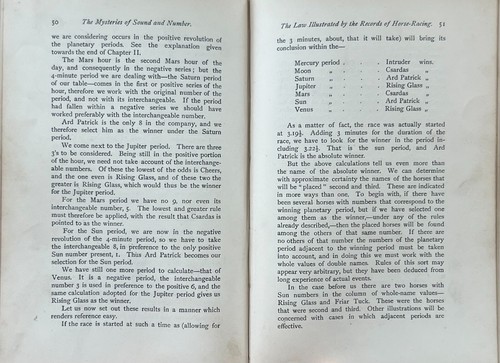 50 The Mysteries of Sound and Number.
we are considering occurs in the positive revolution of
the planetary periods. See the explanation given
towards the end of Chapter II.
The Mars hour is the second Mars hour of the
day, and consequently in the negative series; but the
4-minute period we are dealing with—the Saturn period
of our table—comes in the first or positive series of the
hour, therefore we work with the original number of the
period, and not with its interchangeable. If the period
had fallen within a negative series we should have
worked preferably with the interchangeable number.
Ard Patrick is the only 8 in the company, and we
therefore select him as the winner under the Saturn
period.
We come next to the Jupiter period. There are three
3's to be considered. Being still in the positive portion
of the hour, we need not take account of the interchange-
able numbers. Of these the lowest of the odds is Cheers,
and the one even is Rising Glass, and of these two the
greater is Rising Glass, which would thus be the winner
for the Jupiter period.
For the Mars period we have no 9, nor even its
interchangeable number, 5. The lowest and greater rule
must therefore be applied, with the result that Csardas is
pointed to as the winner.
For the Sun period, we are now in the negative
revolution of the 4-minute period, so we have to take
the interchangeable 8, in preference to the only positive
Sun number present, 1. This Ard Patrick becomes our
selection for the Sun period.
We have still one more period to calculate—that of
Venus. It is a negative period, the interchangeable
number 3 is used in preference to the positive 6, and the
same calculation adopted for the Jupiter period gives us
Rising Glass as the winner.
Let us now set out these results in a manner which
renders reference easy.
If the race is started at such a time as (allowing for
The Law Illustrated by the Records of Horse-Racing. 51
the 3 minutes, about, that it will take) will bring its
conclusion within the—
Mercury period „ „ Intruder wins.
Moon „ „ „ Csardas „
Saturn „ „ „ Ard Patrick „
Jupiter „ „ „ Rising Glass „
Mars „ „ „ Csardas „
Sun „ „ „ Ard Patrick „
Venus „ „ „ Rising Glass „
As a matter of fact, the race was actually started
at 3.19⅔. Adding 3 minutes for the duration of the
race, we have to look for the winner in the period in-
cluding 3.22⅔. That is the sun period, and Ard
Patrick is the absolute winner.
But the above calculations tell us even more than
the name of the absolute winner. We can determine
with approximate certainty the names of the horses that
will be "placed" second and third. These are indicated
in more ways than one. To begin with, if there have
been several horses with numbers that correspond to the
winning planetary period, but if we have selected one
among them as the winner,—under any of the rules
already described,—then the placed horses will be found
among the others of that same number. If there are
no others of that number the numbers of the planetary
period adjacent to the winning period must be taken
into account, and in doing this we must work with the
whole values of double names. Rules of this sort may
appear very arbitrary, but they have been deduced from
long experience of actual events.
In the case before us there are two horses with
Sun numbers in the column of whole-name values—
Rising Glass and Friar Tuck. These were the horses
that were second and third. Other illustrations will be
concerned with cases in which adjacent periods are
effective.